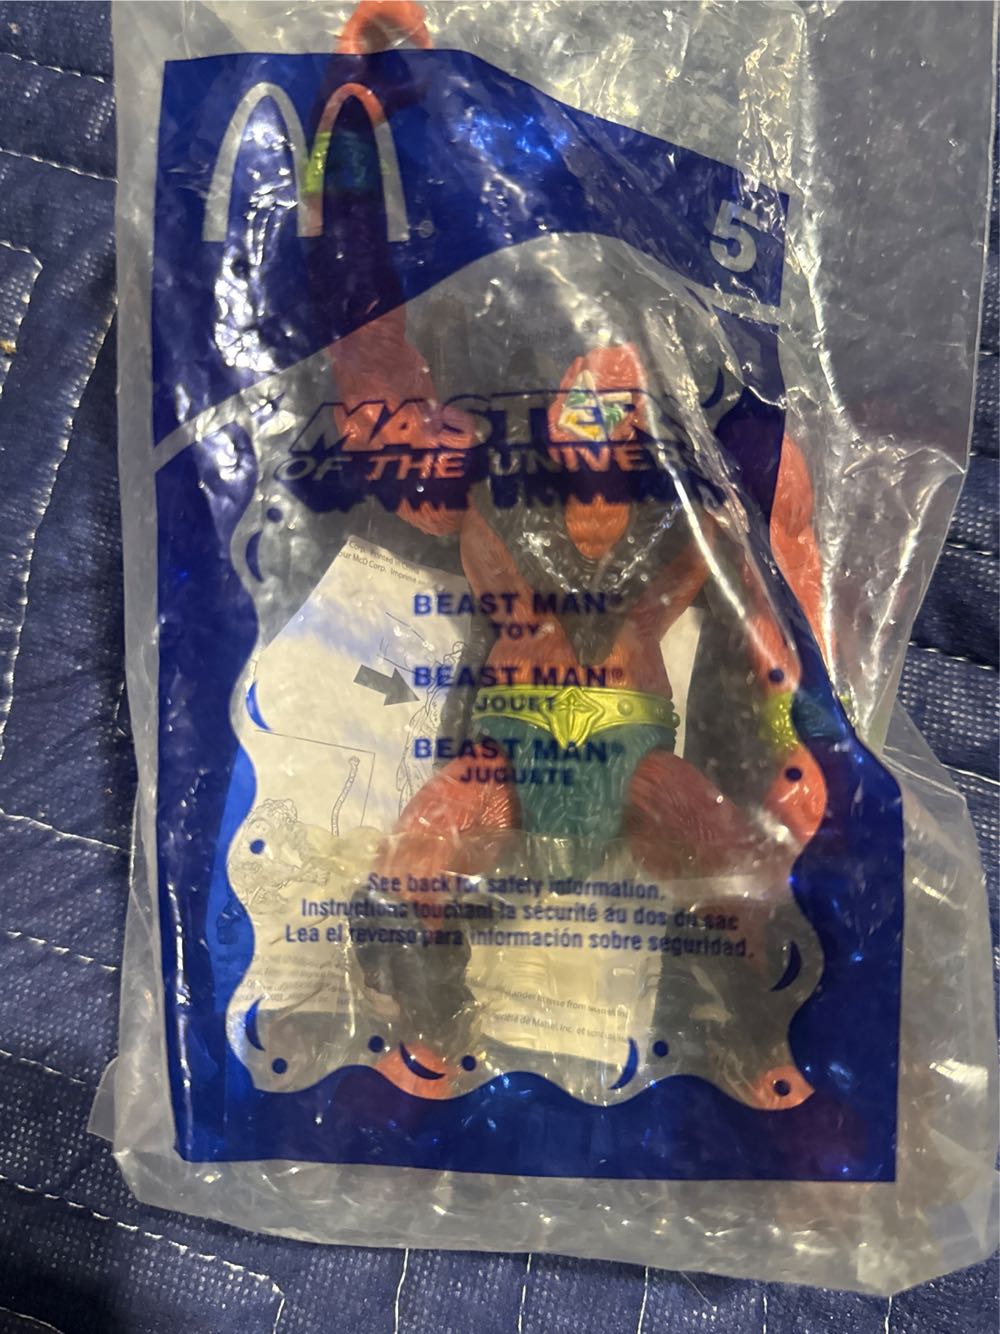 M
5
MASTERS
OF THE UNIVERSE
BEAST MAN®
TOY
BEAST MAN®
JOUET
BEAST MAN®
JUGUETE
See back for safety information.
Instructions touchant la sécurité au dos du sac
Lea el reverso para información sobre seguridad.